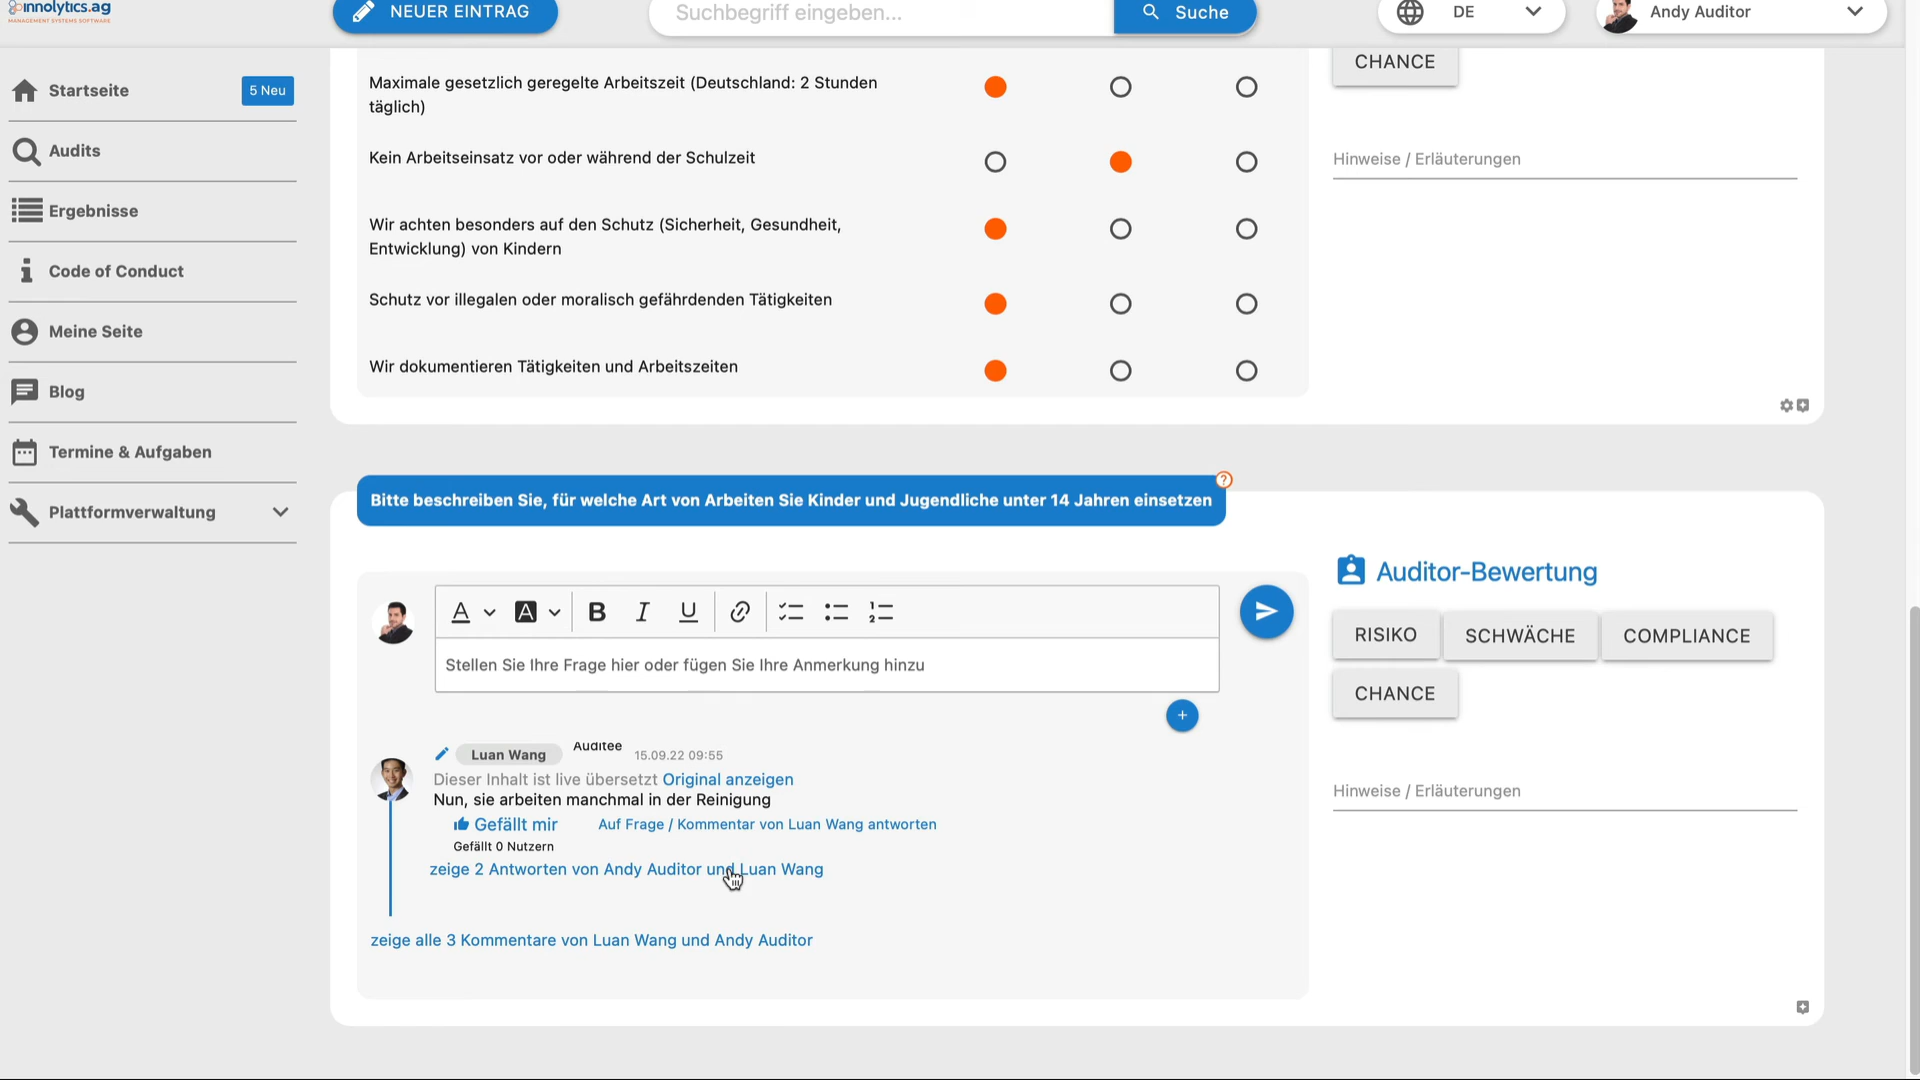 innolytics.ag
MANAGEMENT SYSTEMS SOFTWARE
NEUER EINTRAG
Suchbegriff eingeben...
Suche
DE
Andy Auditor
Startseite
5 Neu
Audits
Ergebnisse
Code of Conduct
Meine Seite
Blog
Termine & Aufgaben
Plattformverwaltung
Maximale gesetzlich geregelte Arbeitszeit (Deutschland: 2 Stunden
täglich)
Kein Arbeitseinsatz vor oder während der Schulzeit
Wir achten besonders auf den Schutz (Sicherheit, Gesundheit,
Entwicklung) von Kindern
Schutz vor illegalen oder moralisch gefährdenden Tätigkeiten
Wir dokumentieren Tätigkeiten und Arbeitszeiten
CHANCE
Hinweise / Erläuterungen
Bitte beschreiben Sie, für welche Art von Arbeiten Sie Kinder und Jugendliche unter 14 Jahren einsetzen
?
A A B I U
Stellen Sie Ihre Frage hier oder fügen Sie Ihre Anmerkung hinzu
Luan Wang Auditee 15.09.22 09:55
Dieser Inhalt ist live übersetzt Original anzeigen
Nun, sie arbeiten manchmal in der Reinigung
Gefällt mir Auf Frage / Kommentar von Luan Wang antworten
Gefällt 0 Nutzern
zeige 2 Antworten von Andy Auditor und Luan Wang
zeige alle 3 Kommentare von Luan Wang und Andy Auditor
Auditor-Bewertung
RISIKO SCHWÄCHE COMPLIANCE
CHANCE
Hinweise / Erläuterungen